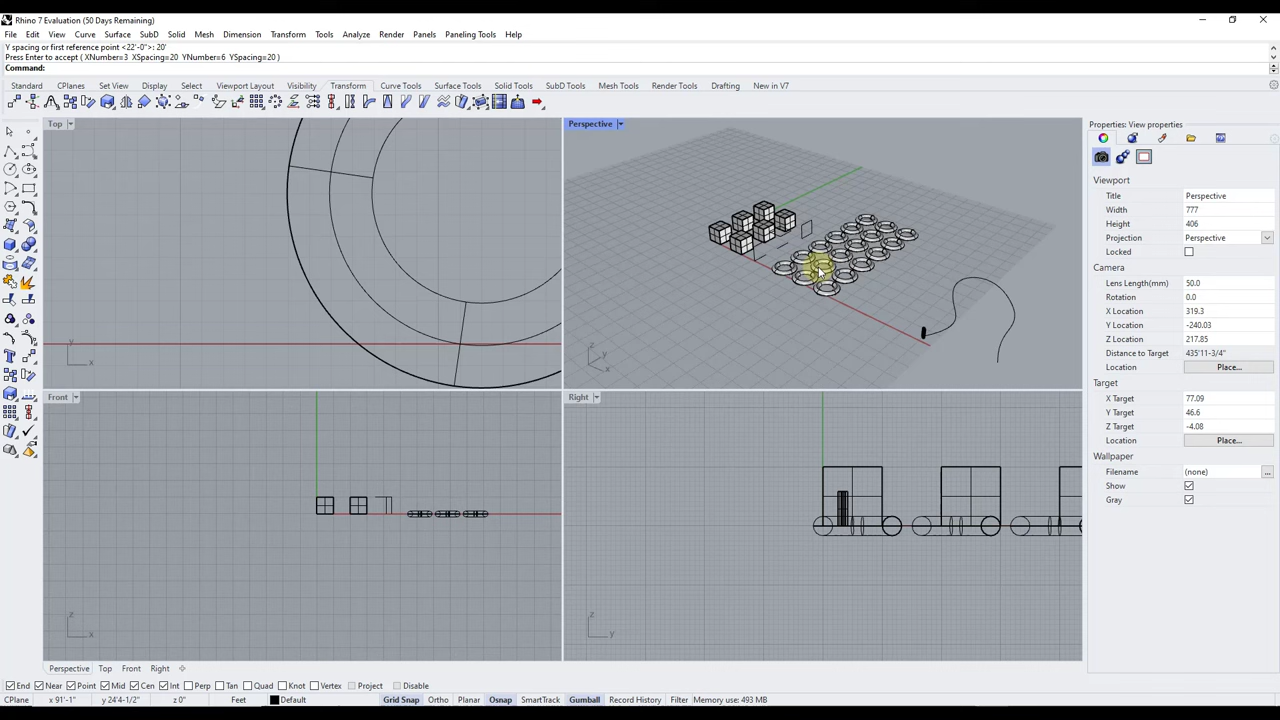 Rhino 7 Evaluation (50 Days Remaining)
File Edit View Curve Surface SubD Solid Mesh Dimension Transform Tools Analyze Render Panels Paneling Tools Help
Y spacing or first reference point <22'-0">: 20'
Press Enter to accept ( XNumber=3 XSpacing=20 YNumber=6 YSpacing=20 )
Command:
Standard CPlanes Set View Display Select Viewport Layout Visibility Transform Curve Tools Surface Tools Solid Tools SubD Tools Mesh Tools Render Tools Drafting New in V7
Top
Perspective
y
x
z
y
x
Front
Right
z
x
z
y
Properties: View properties
Viewport
Title Perspective
Width 777
Height 406
Projection Perspective
Locked
Camera
Lens Length(mm) 50.0
Rotation 0.0
X Location 319.3
Y Location -240.03
Z Location 217.85
Distance to Target 435'11-3/4"
Location Place...
Target
X Target 77.09
Y Target 46.6
Z Target -4.08
Location Place...
Wallpaper
Filename (none) ...
Show
Gray
Perspective Top Front Right
End Near Point Mid Cen Int Perp Tan Quad Knot Vertex Project Disable
CPlane x 91'-1" y 24'4-1/2" z 0" Feet Default Grid Snap Ortho Planar Osnap SmartTrack Gumball Record History Filter Memory use: 493 MB